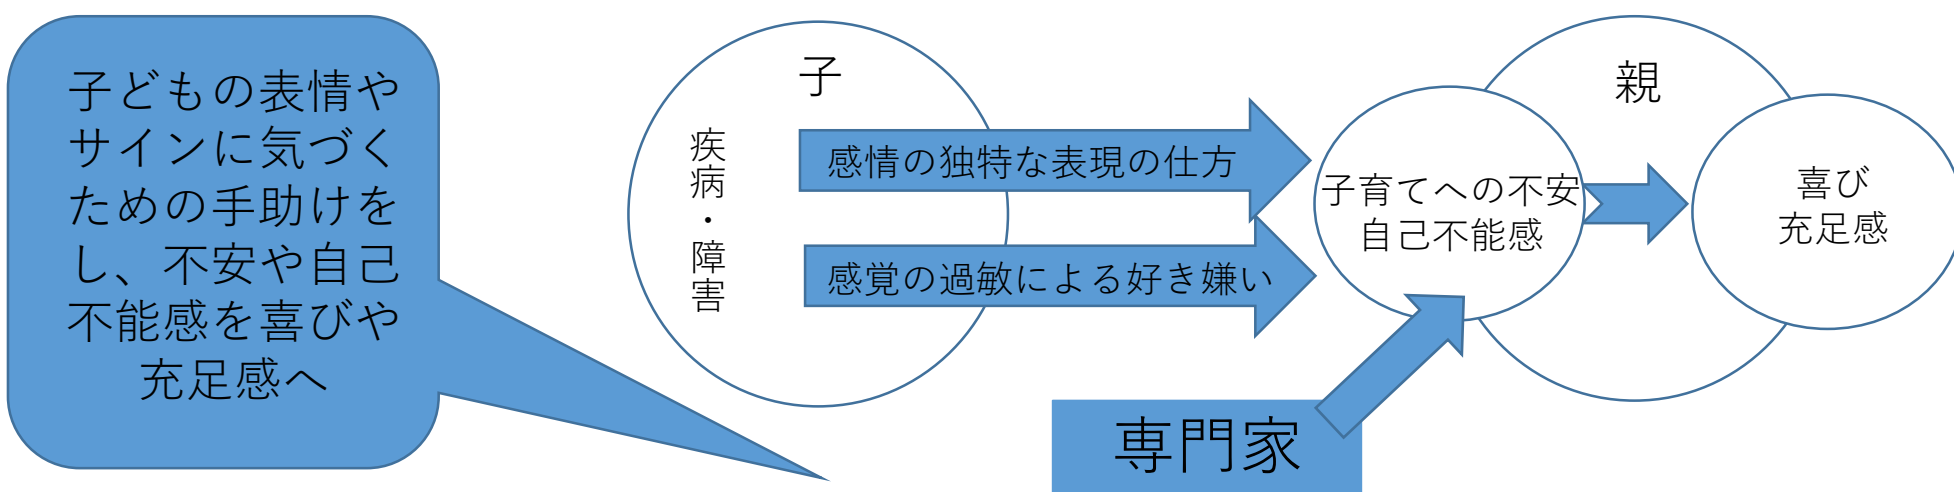 子どもの表情や
サインに気づく
ための手助けを
し、不安や自己
不能感を喜びや
充足感へ
子
疾病・障害
感情の独特な表現の仕方
感覚の過敏による好き嫌い
親
子育てへの不安
自己不能感
喜び
充足感
専門家